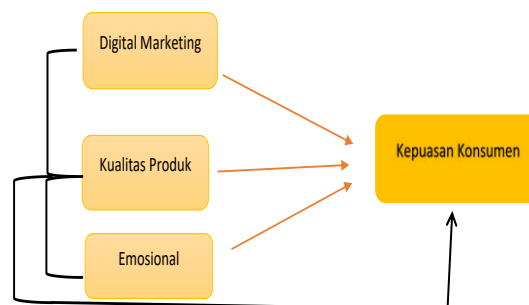 Digital Marketing
Kualitas Produk
Kepuasan Konsumen
Emosional